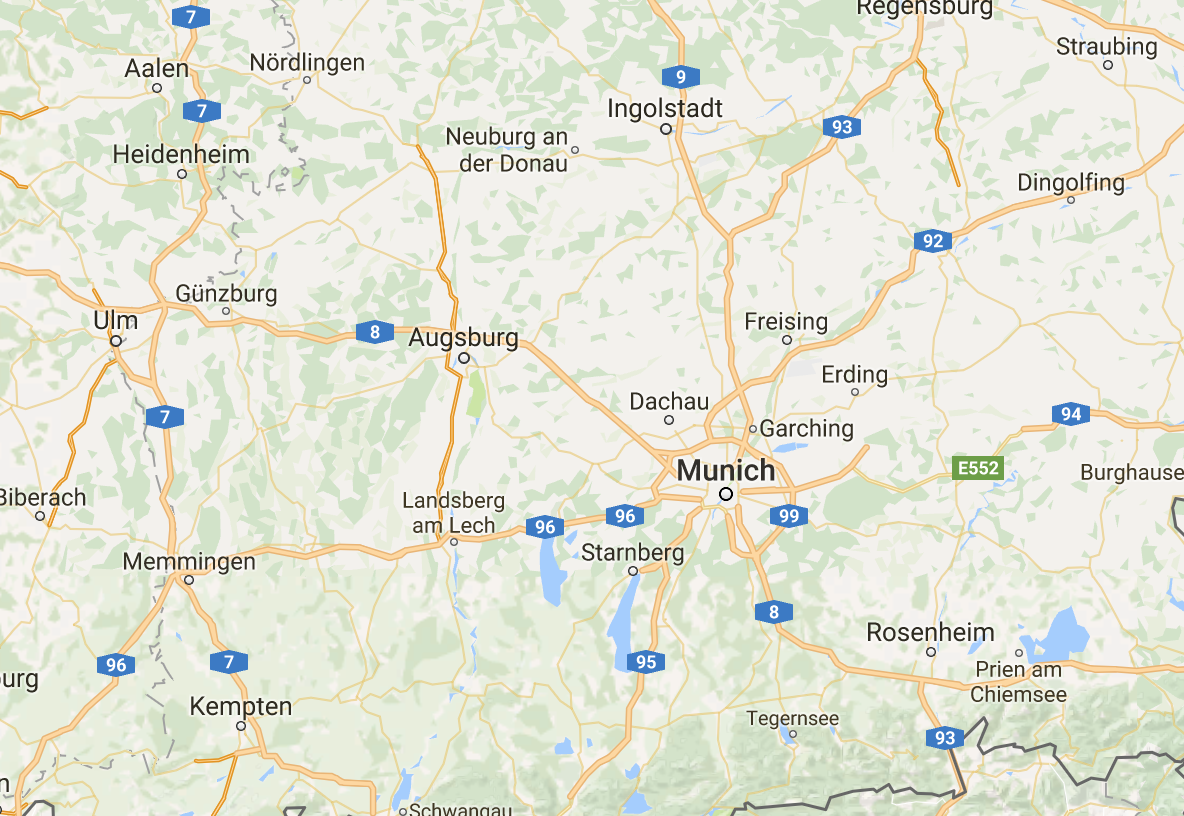 7
Regensburg
Straubing
Aalen
Nördlingen
9
7
Ingolstadt
93
Neuburg an
der Donau
Heidenheim
Dingolfing
92
Günzburg
Ulm
8
Augsburg
Freising
Erding
Dachau
7
94
Garching
Munich
E552
Burghause
Biberach
Landsberg
am Lech
96
96
99
Starnberg
Memmingen
8
Rosenheim
96
7
95
Prien am
Chiemsee
urg
Kempten
Tegernsee
93
n
Schwangau